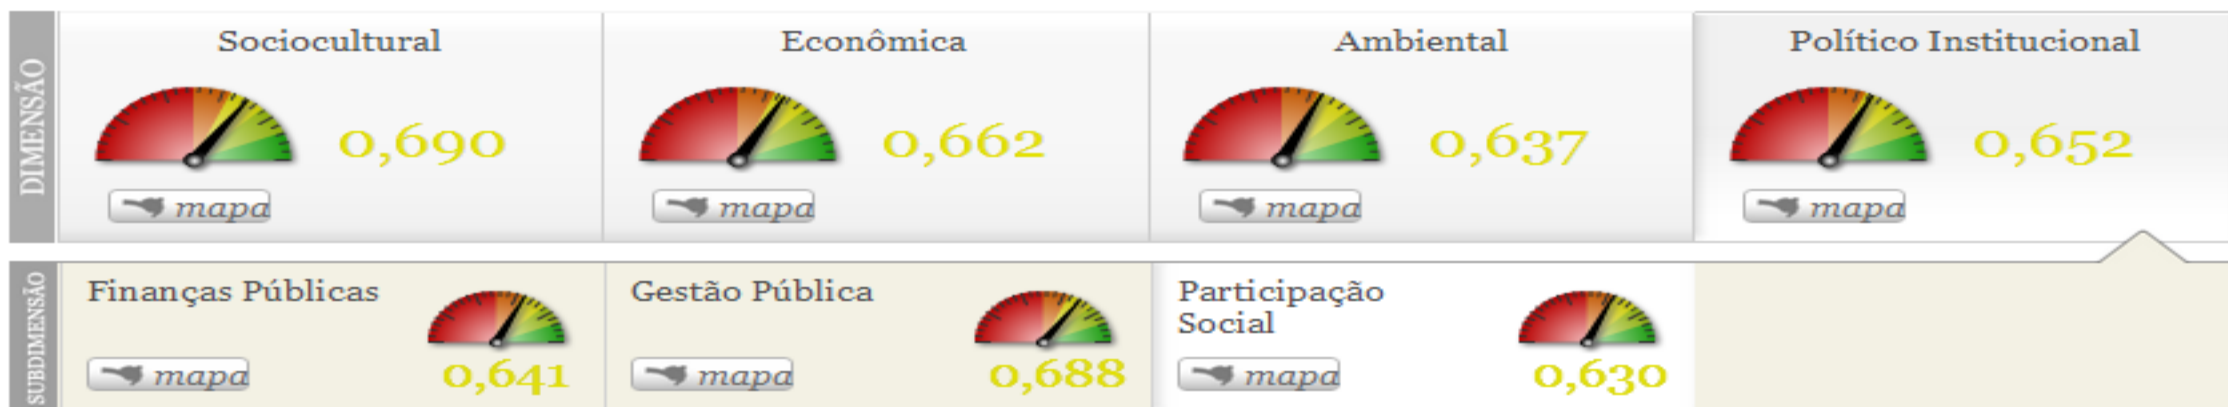 DIMENSÃO
Sociocultural
0,690
mapa
Econômica
0,662
mapa
Ambiental
0,637
mapa
Político Institucional
0,652
mapa
SUBDIMENSÃO
Finanças Públicas
0,641
mapa
Gestão Pública
0,688
mapa
Participação
Social
0,630
mapa